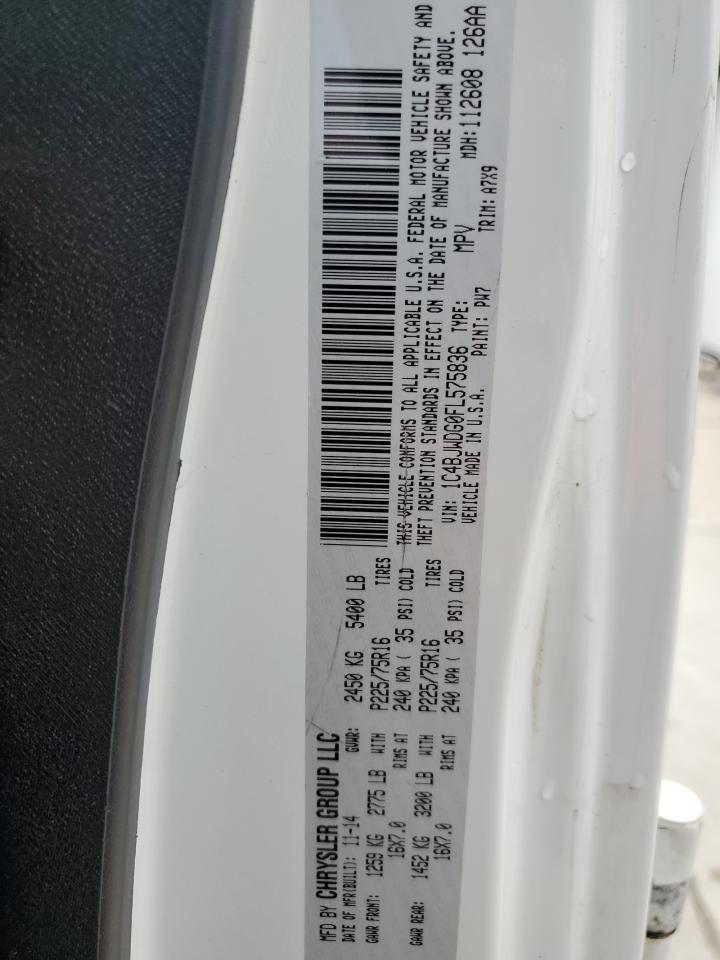 MFD BY CHRYSLER GROUP LLC
DATE OF MFR(BUILT): 11-14 GVWR: 2450 KG 5400 LB
GAWR FRONT: 1259 KG 2775 LB WITH P225/75R16 TIRES
16X7.0 RIMS AT 240 KPA ( 35 PSI) COLD
GAWR REAR: 1452 KG 3200 LB WITH P225/75R16 TIRES
16X7.0 RIMS AT 240 KPA ( 35 PSI) COLD
THIS VEHICLE CONFORMS TO ALL APPLICABLE U.S.A. FEDERAL MOTOR VEHICLE SAFETY AND
THEFT PREVENTION STANDARDS IN EFFECT ON THE DATE OF MANUFACTURE SHOWN ABOVE.
VIN: 1C4BJWDG0FL575836 TYPE: MPV MDH:112608 126AA
VEHICLE MADE IN U.S.A. PAINT: PW7 TRIM: A7X9